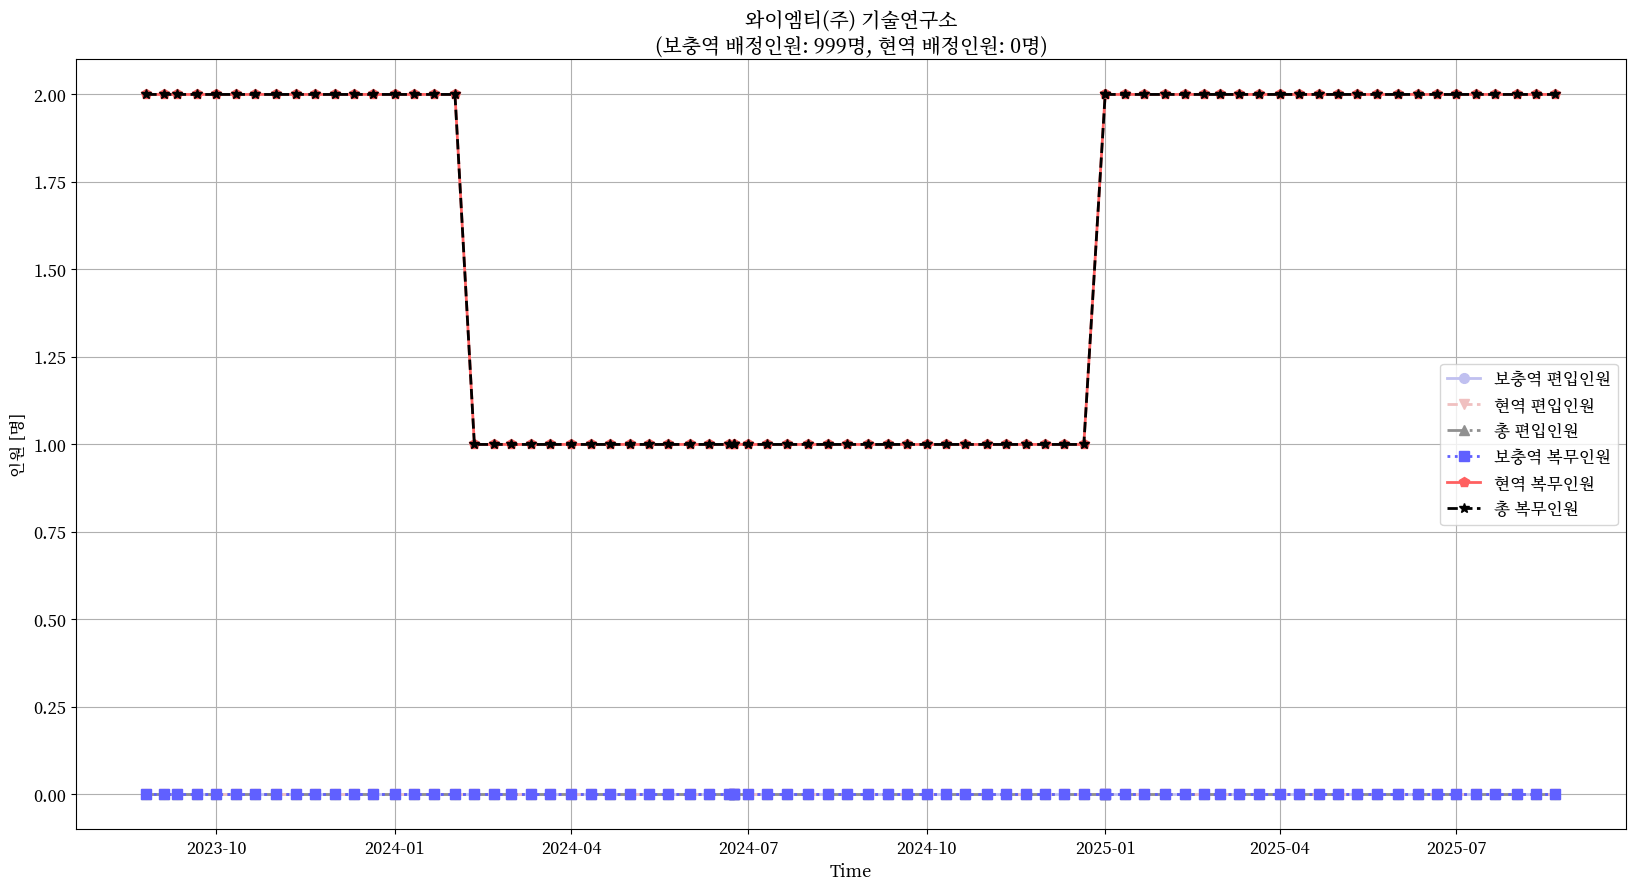 와이엠티(주) 기술연구소
(보충역 배정인원: 999명, 현역 배정인원: 0명)
2.00
1.75
1.50
1.25
1.00
0.75
0.50
0.25
0.00
인원 [명]
보충역 편입인원
현역 편입인원
총 편입인원
보충역 복무인원
현역 복무인원
총 복무인원
2023-10 2024-01 2024-04 2024-07 2024-10 2025-01 2025-04 2025-07
Time